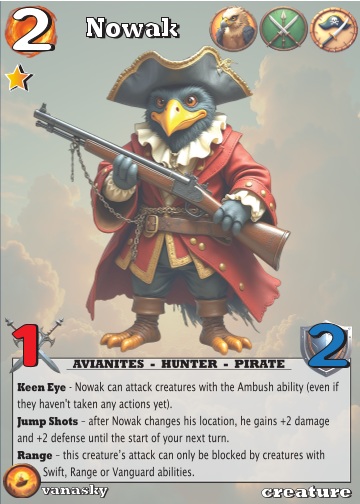 2 Nowak
1 2
AVIANITES - HUNTER - PIRATE
Keen Eye - Nowak can attack creatures with the Ambush ability (even if
they haven't taken any actions yet).
Jump Shots - after Nowak changes his location, he gains +2 damage
and +2 defense until the start of your next turn.
Range - this creature's attack can only be blocked by creatures with
Swift, Range or Vanguard abilities.
vanasky creature